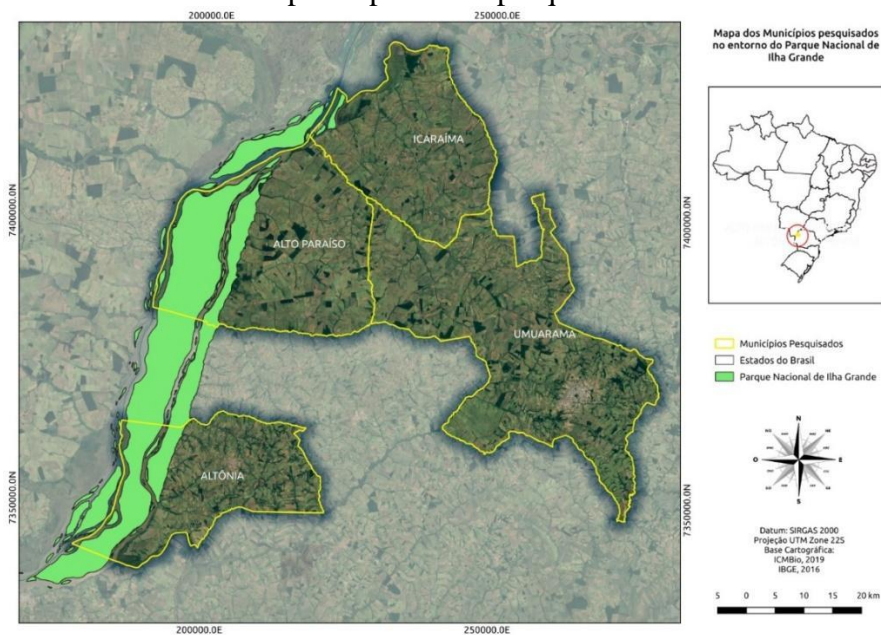 200000.0E
250000.0E
Mapa dos Municípios pesquisados
no entorno do Parque Nacional de
Ilha Grande
ICARAÍMA
7400000.0N
7400000.0N
ALTO PARAÍSO
UMUARAMA
Municípios Pesquisados
Estados do Brasil
Parque Nacional de Ilha Grande
N
O
E
S
ALTÔNIA
7350000.0N
7350000.0N
Datum: SIRGAS 2000
Projeção UTM Zone 22S
Base Cartográfica:
ICMBio, 2019
IBGE, 2016
5 0 5 10 15 20 km
200000.0E
250000.0E